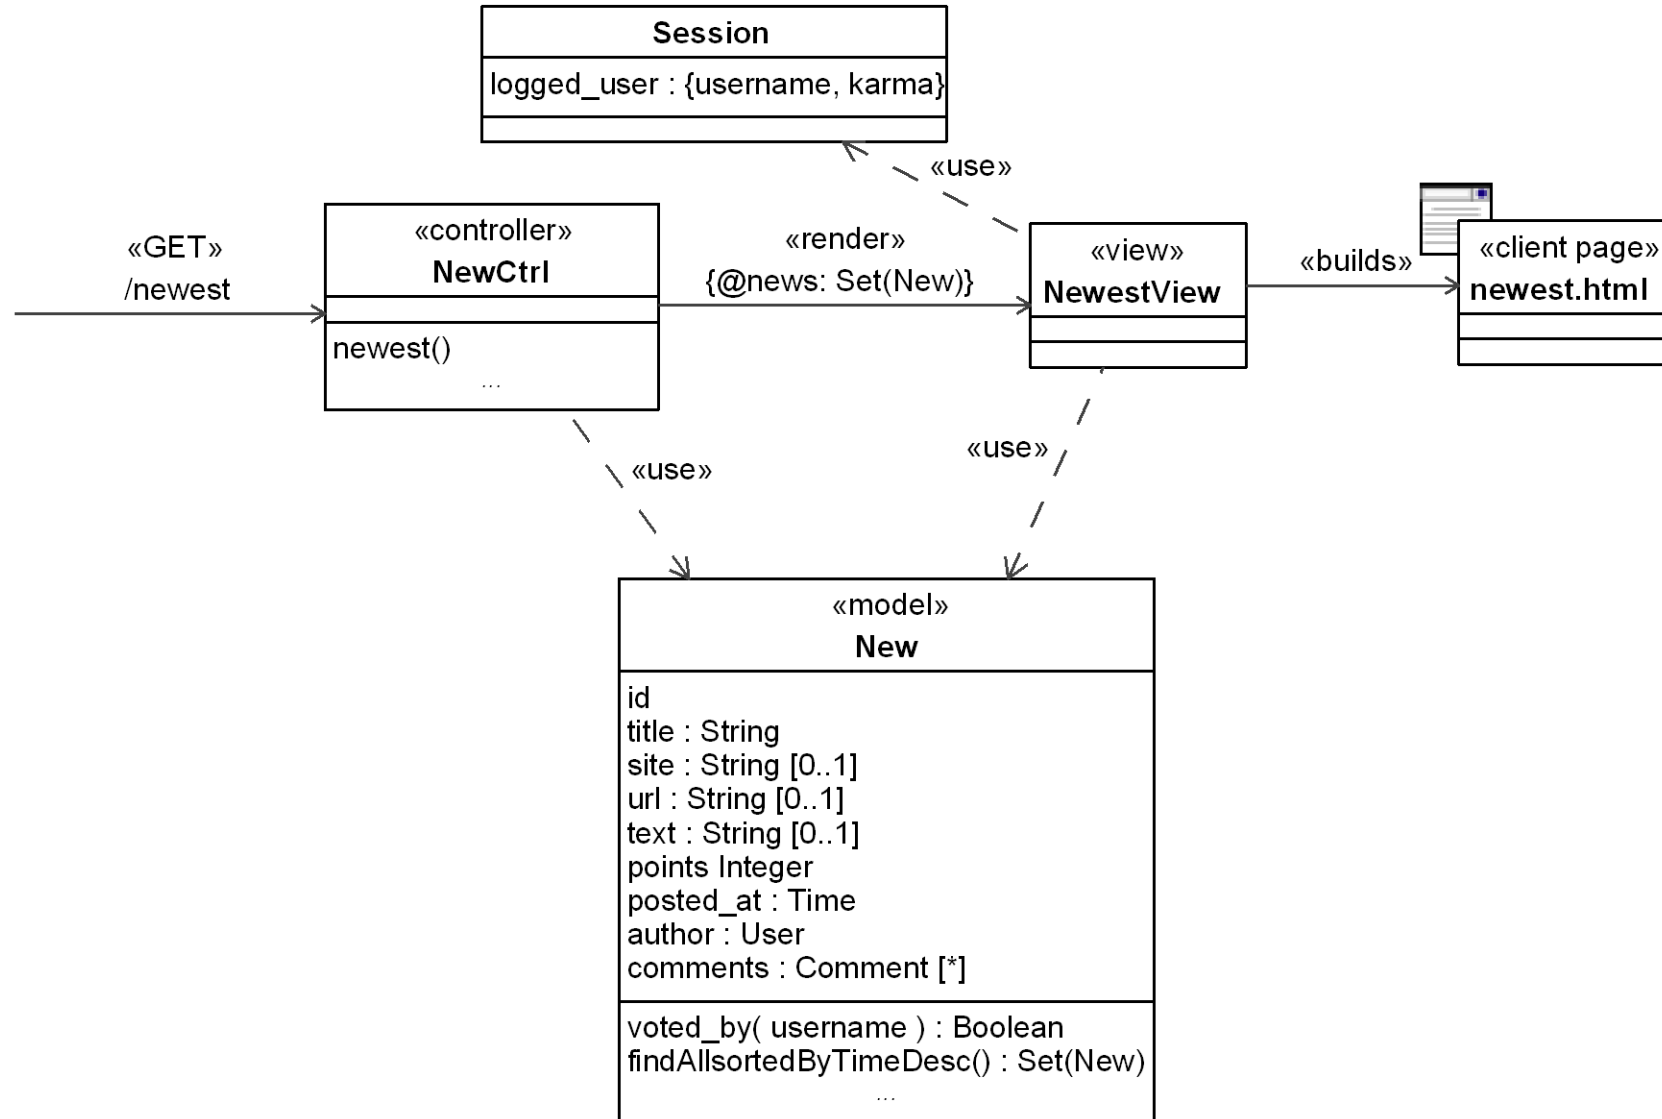 Session
logged_user : {username, karma}
«use»
«GET»
/newest
«controller»
NewCtrl
newest()
...
«render»
{@news: Set(New)}
«view»
NewestView
«builds»
«client page»
newest.html
«use»
«use»
«model»
New
id
title : String
site : String [0..1]
url : String [0..1]
text : String [0..1]
points Integer
posted_at : Time
author : User
comments : Comment [*]
voted_by( username ) : Boolean
findAllsortedByTimeDesc() : Set(New)
...